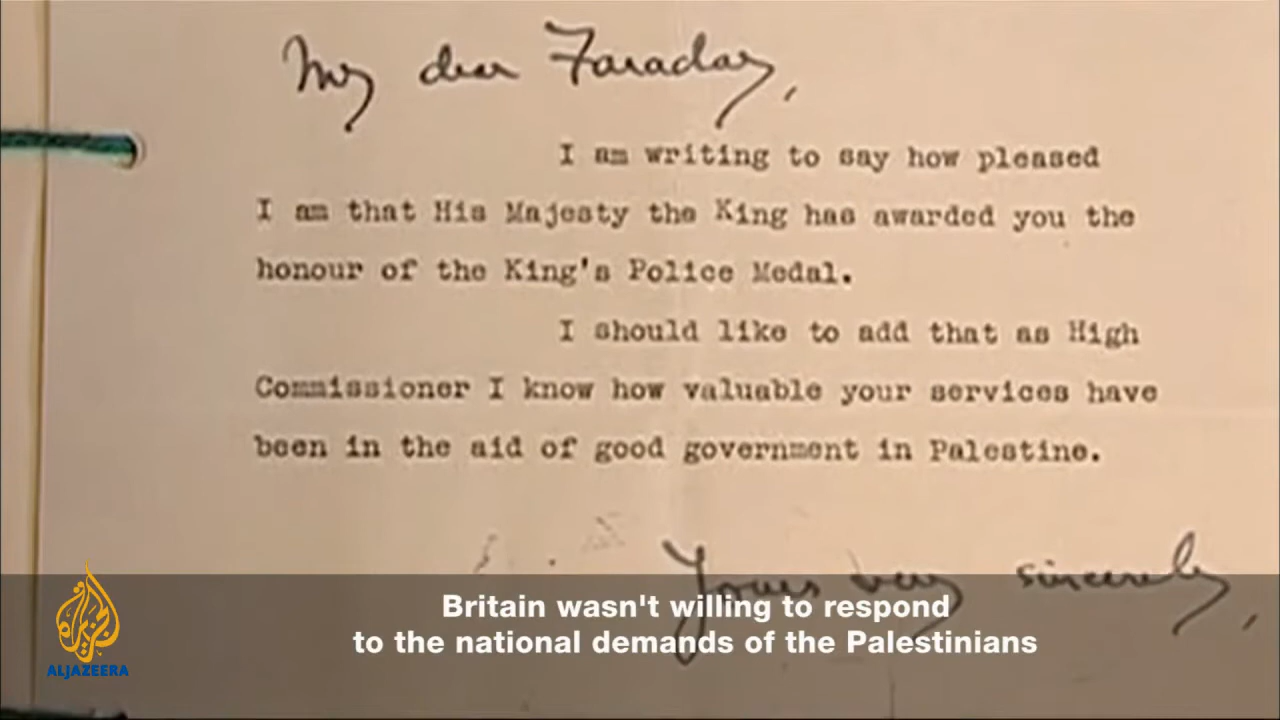 My dear Faraday,
I am writing to say how pleased
I am that His Majesty the King has awarded you the
honour of the King's Police Medal.
I should like to add that as High
Commissioner I know how valuable your services have
been in the aid of good government in Palestine.
Yours very sincerely,
Britain wasn't willing to respond
to the national demands of the Palestinians
الجزيرة
ALJAZEERA